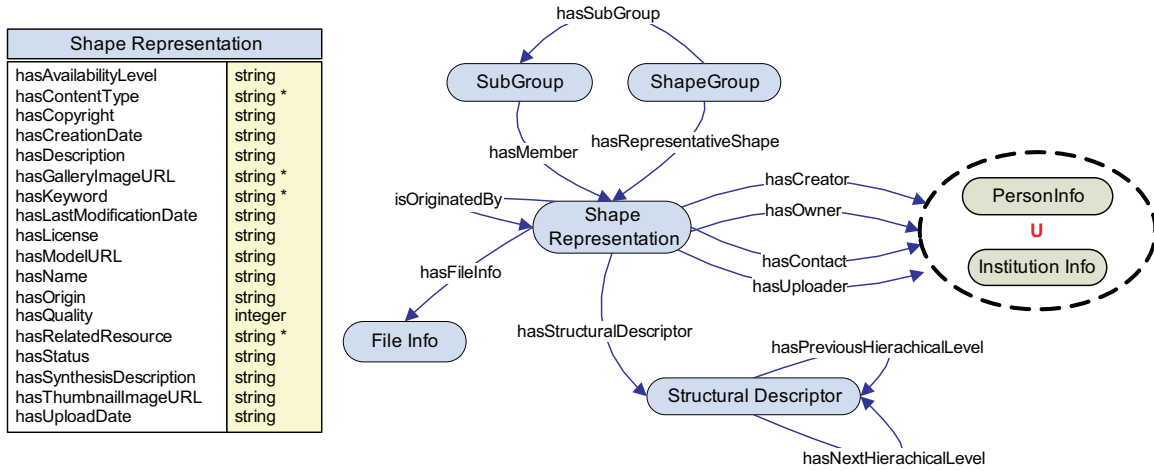 Shape Representation
hasAvailabilityLevel string
hasContentType string *
hasCopyright string
hasCreationDate string
hasDescription string
hasGalleryImageURL string *
hasKeyword string *
hasLastModificationDate string
hasLicense string
hasModelURL string
hasName string
hasOrigin string
hasQuality integer
hasRelatedResource string *
hasStatus string
hasSynthesisDescription string
hasThumbnailImageURL string
hasUploadDate string
hasSubGroup
SubGroup
ShapeGroup
hasMember
hasRepresentativeShape
isOriginatedBy
Shape
Representation
hasCreator
hasOwner
hasContact
hasUploader
PersonInfo
U
Institution Info
hasFileInfo
File Info
hasStructuralDescriptor
hasPreviousHierachicalLevel
Structural Descriptor
hasNextHierachicalLevel